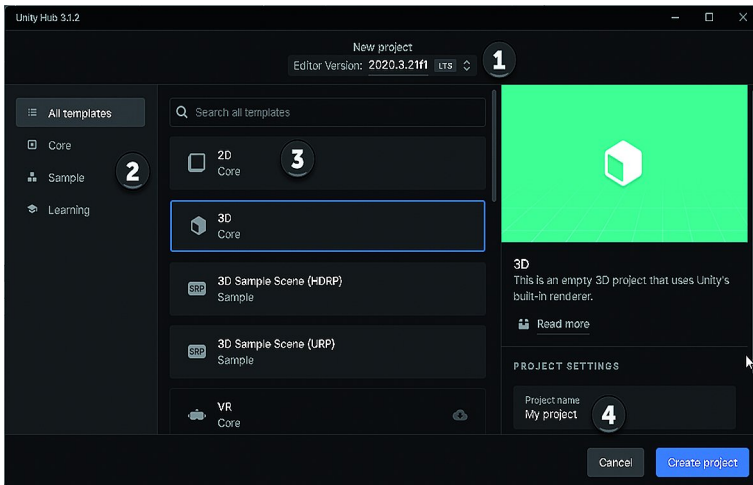 Unity Hub 3.1.2
New project
Editor Version: 2020.3.21f1 LTS
1
All templates
Core
Sample
Learning
2
Search all templates
2D
Core
3
3D
Core
SRP
3D Sample Scene (HDRP)
Sample
SRP
3D Sample Scene (URP)
Sample
VR
Core
3D
This is an empty 3D project that uses Unity's
built-in renderer.
Read more
PROJECT SETTINGS
Project name
My project
4
Cancel
Create project